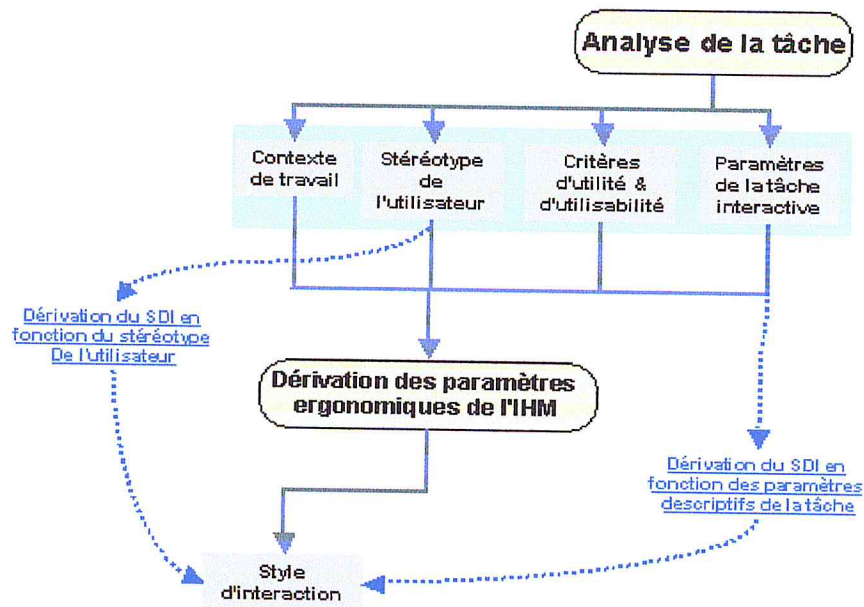 Analyse de la tâche
Contexte
de travail
Stéréotype
de
l'utilisateur
Critères
d'utilité &
d'utilisabilité
Paramètres
de la tâche
interactive
Dérivation du SDI en
fonction du stéréotype
De l'utilisateur
Dérivation des paramètres
ergonomiques de l'IHM
Dérivation du SDI en
fonction des paramètres
descriptifs de la tâche
Style
d'interaction